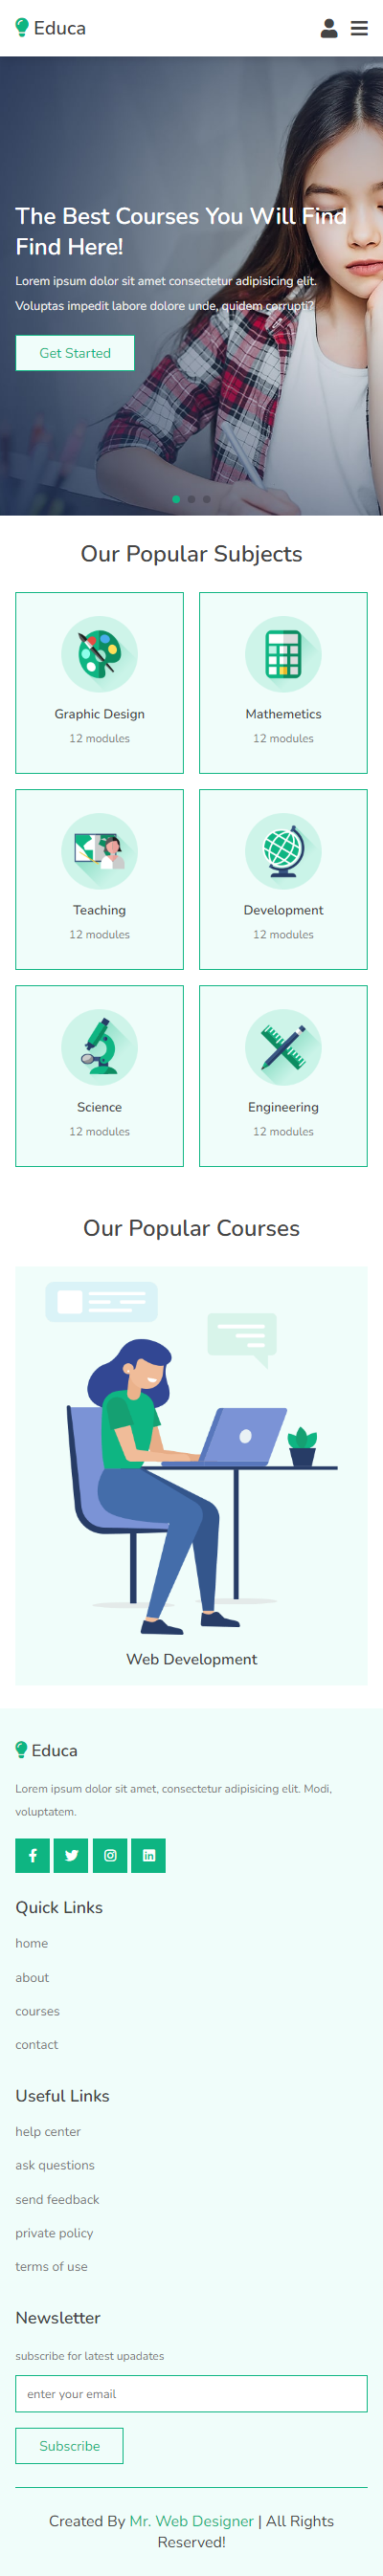 Educa
The Best Courses You Will Find
Find Here!
Lorem ipsum dolor sit amet consectetur adipisicing elit.
Voluptas impedit labore dolore unde, quidem corrupti?
Get Started
Our Popular Subjects
Graphic Design
12 modules
Mathemetics
12 modules
Teaching
12 modules
Development
12 modules
Science
12 modules
Engineering
12 modules
Our Popular Courses
Web Development
Educa
Lorem ipsum dolor sit amet, consectetur adipisicing elit. Modi,
voluptatem.
Quick Links
home
about
courses
contact
Useful Links
help center
ask questions
send feedback
private policy
terms of use
Newsletter
subscribe for latest upadates
enter your email
Subscribe
Created By Mr. Web Designer | All Rights
Reserved!